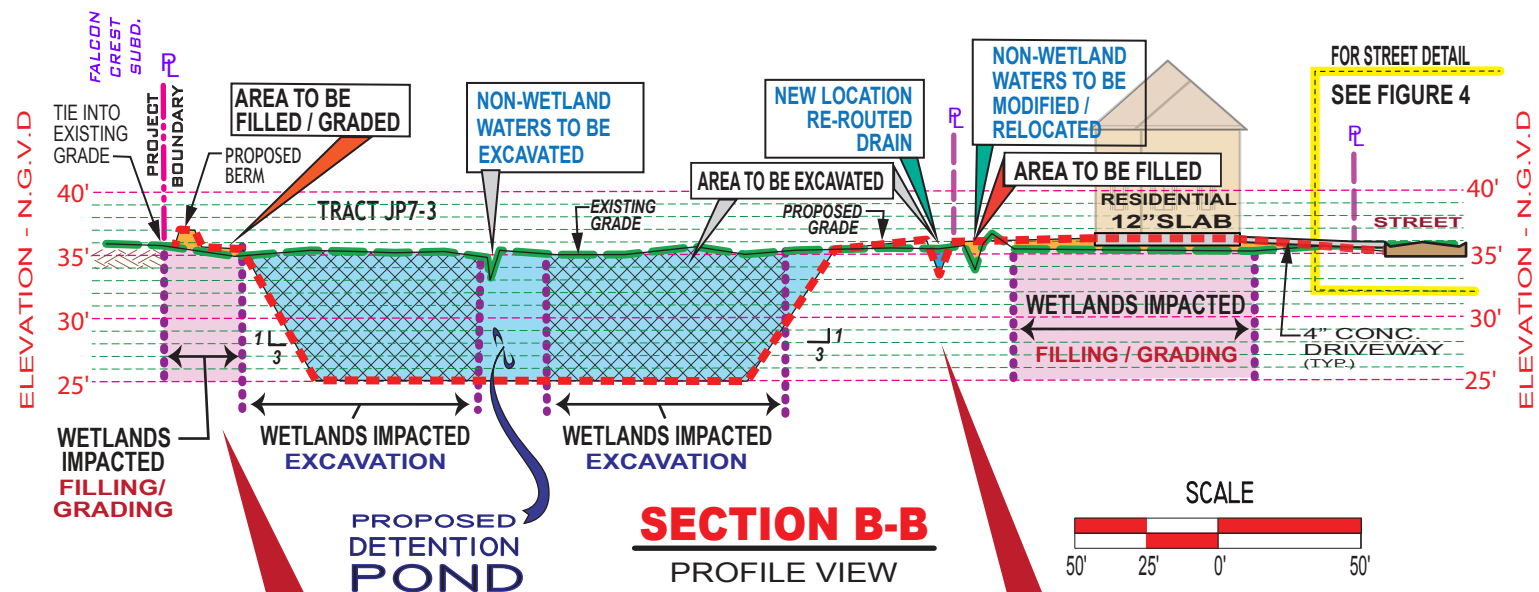 FALCON
CREST
SUBD.
PL
TIE INTO
EXISTING
GRADE
PROJECT
BOUNDARY
PROPOSED
BERM
AREA TO BE
FILLED / GRADED
NON-WETLAND
WATERS TO BE
EXCAVATED
NEW LOCATION
RE-ROUTED
DRAIN
NON-WETLAND
WATERS TO BE
MODIFIED /
RELOCATED
FOR STREET DETAIL
SEE FIGURE 4
PL
PL
AREA TO BE EXCAVATED
AREA TO BE FILLED
ELEVATION - N.G.V.D
40'
35'
30'
25'
TRACT JP7-3
EXISTING
GRADE
PROPOSED
GRADE
RESIDENTIAL
12" SLAB
STREET
40'
35'
30'
25'
ELEVATION - N.G.V.D
1
3
1
3
WETLANDS IMPACTED
FILLING / GRADING
4" CONC.
DRIVEWAY
(TYP.)
WETLANDS
IMPACTED
FILLING/
GRADING
WETLANDS IMPACTED
EXCAVATION
WETLANDS IMPACTED
EXCAVATION
PROPOSED
DETENTION
POND
SECTION B-B
PROFILE VIEW
SCALE
50' 25' 0' 50'